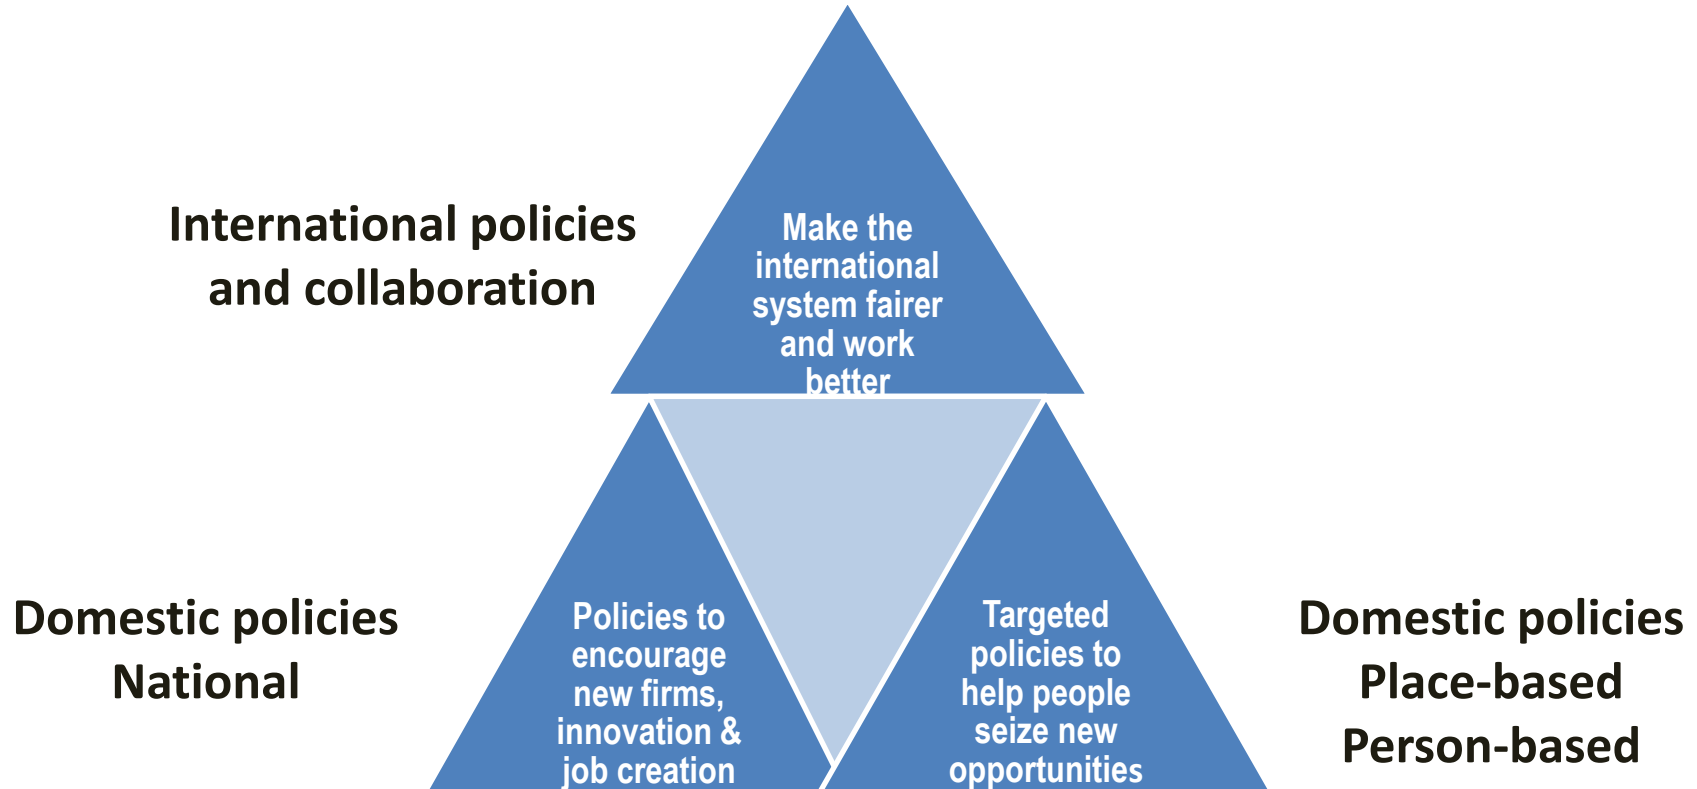 International policies
and collaboration
Make the
international
system fairer
and work
better
Domestic policies
National
Policies to
encourage
new firms,
innovation &
job creation
Targeted
policies to
help people
seize new
opportunities
Domestic policies
Place-based
Person-based